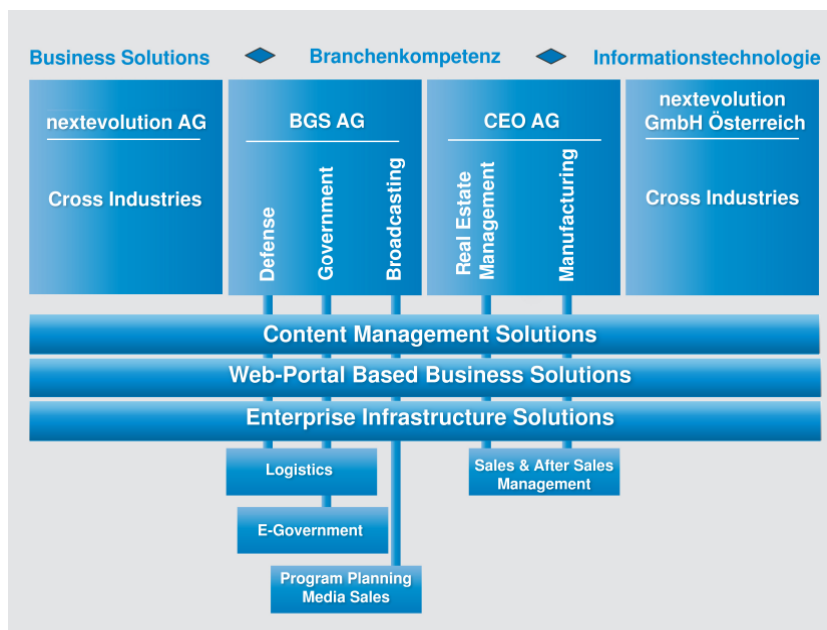 Business Solutions Branchenkompetenz Informationstechnologie
nextevolution AG
Cross Industries
BGS AG
Defense
Government
Broadcasting
CEO AG
Real Estate
Management
Manufacturing
nextevolution
GmbH Österreich
Cross Industries
Content Management Solutions
Web-Portal Based Business Solutions
Enterprise Infrastructure Solutions
Logistics
Sales & After Sales
Management
E-Government
Program Planning
Media Sales